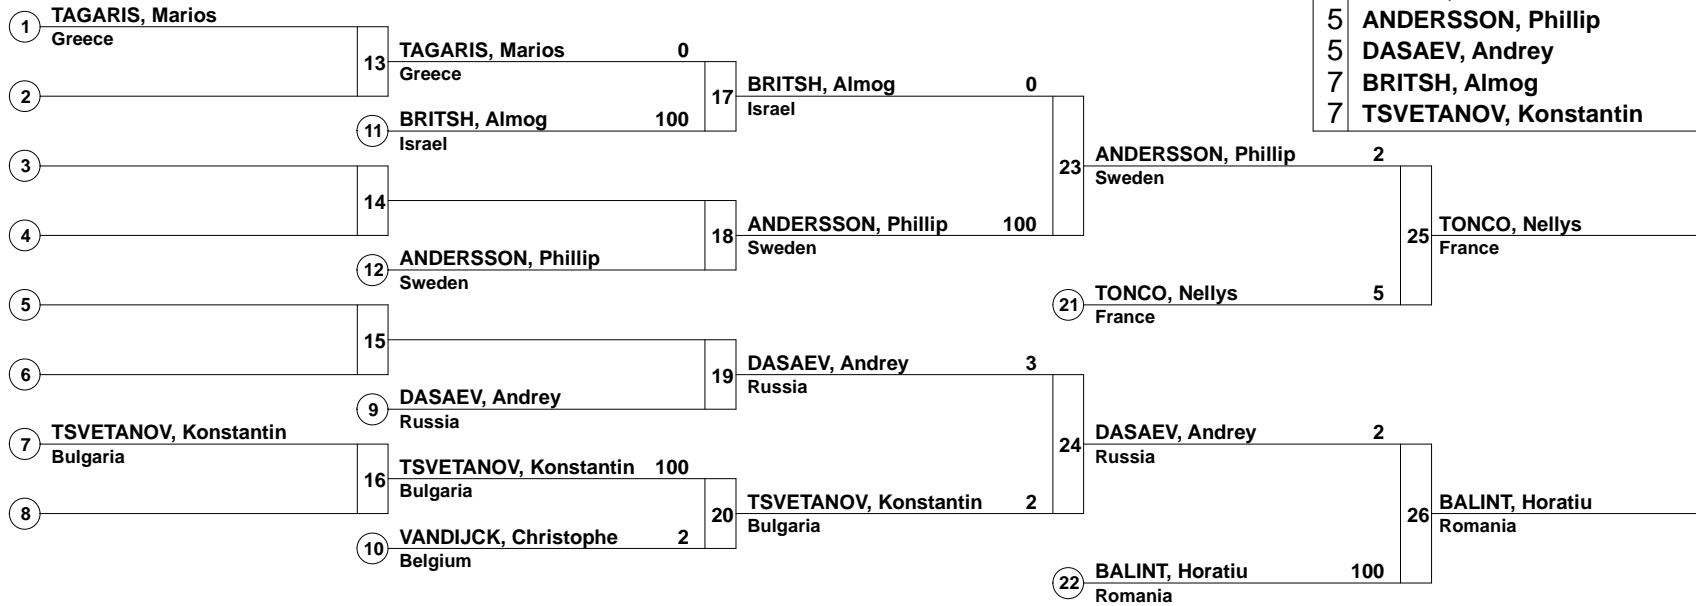 1 TAGARIS, Marios
Greece
2
3
4
5
6
7 TSVETANOV, Konstantin
Bulgaria
8
13 TAGARIS, Marios 0
Greece
11 BRITSH, Almog 100
Israel
14
12 ANDERSSON, Phillip
Sweden
15
9 DASAEV, Andrey
Russia
16 TSVETANOV, Konstantin 100
Bulgaria
10 VANDIJCK, Christophe 2
Belgium
17 BRITSH, Almog 0
Israel
18 ANDERSSON, Phillip 100
Sweden
19 DASAEV, Andrey 3
Russia
20 TSVETANOV, Konstantin 2
Bulgaria
23 ANDERSSON, Phillip 2
Sweden
21 TONCO, Nellys 5
France
24 DASAEV, Andrey 2
Russia
22 BALINT, Horatiu 100
Romania
25 TONCO, Nellys
France
26 BALINT, Horatiu
Romania
5 ANDERSSON, Phillip
5 DASAEV, Andrey
7 BRITSH, Almog
7 TSVETANOV, Konstantin